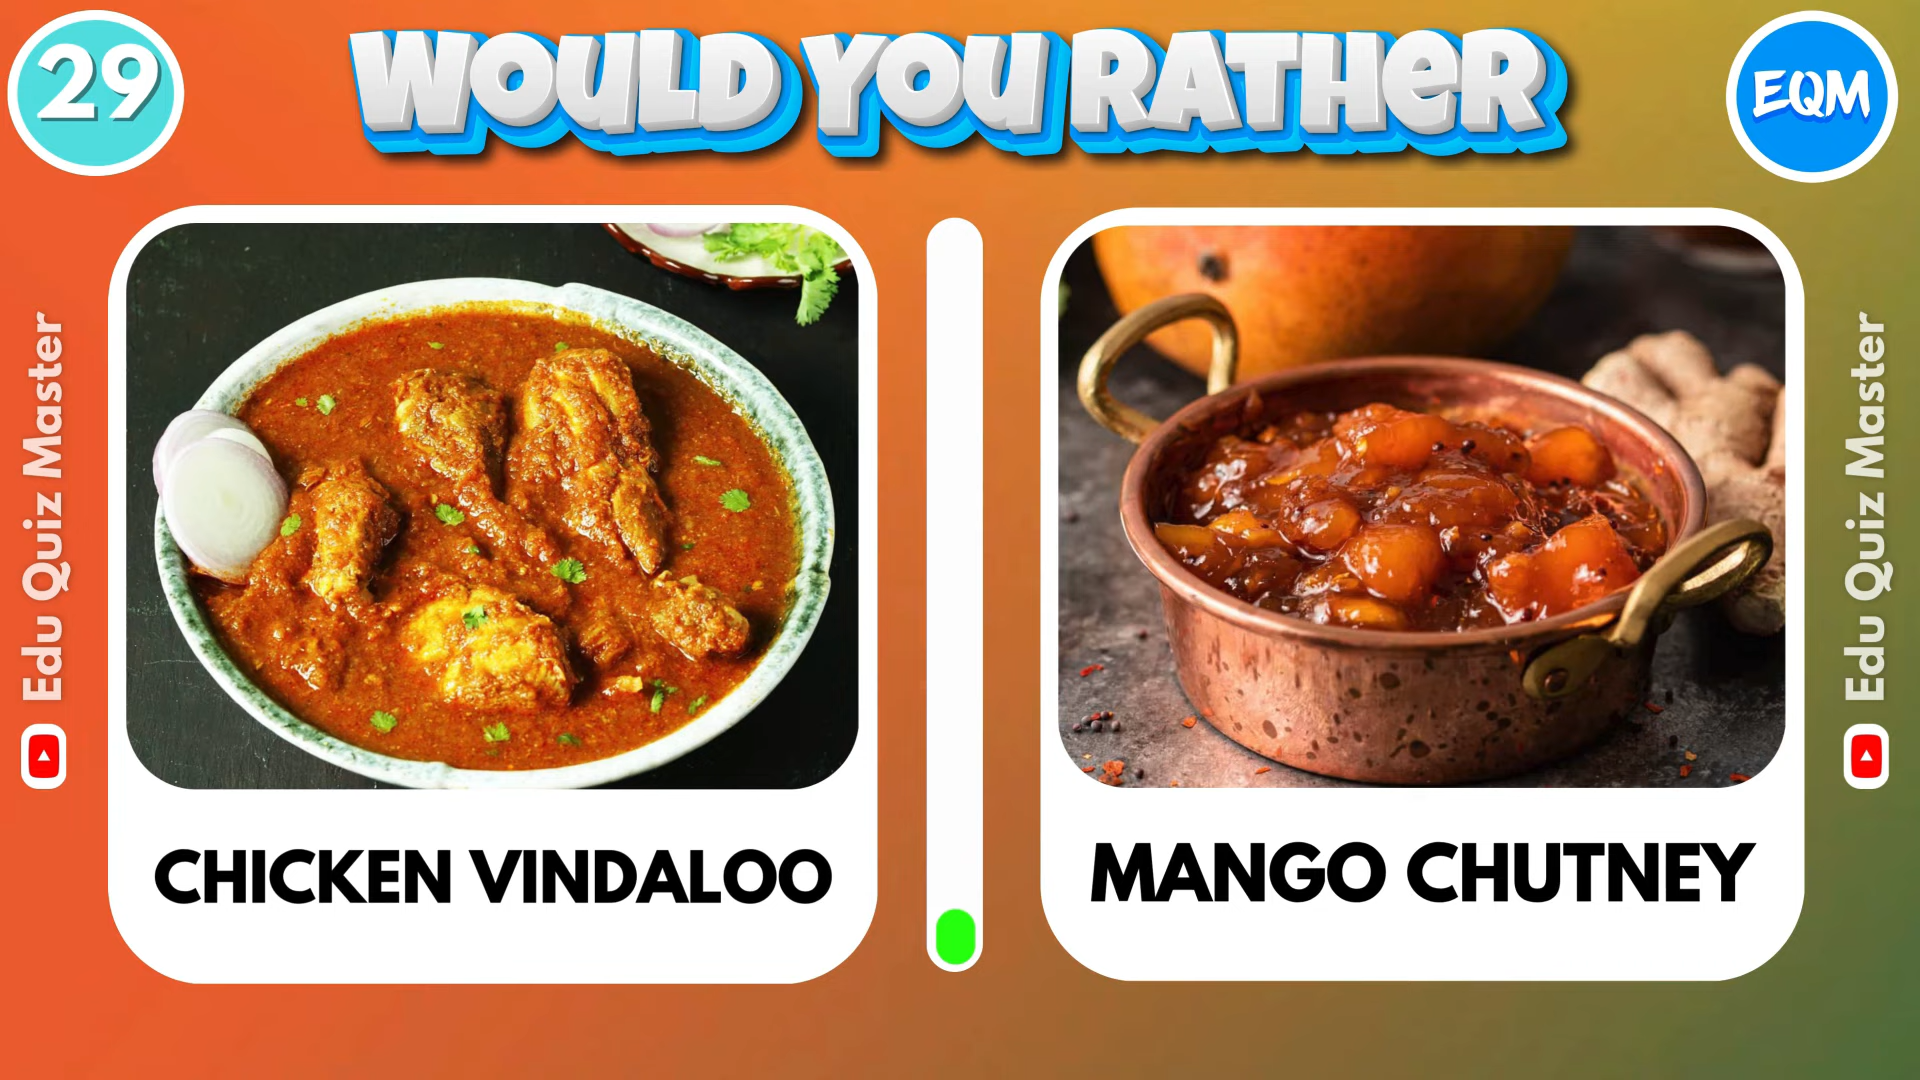 29
WOULD YOU RATHER
EQM
Edu Quiz Master
Edu Quiz Master
CHICKEN VINDALOO
MANGO CHUTNEY